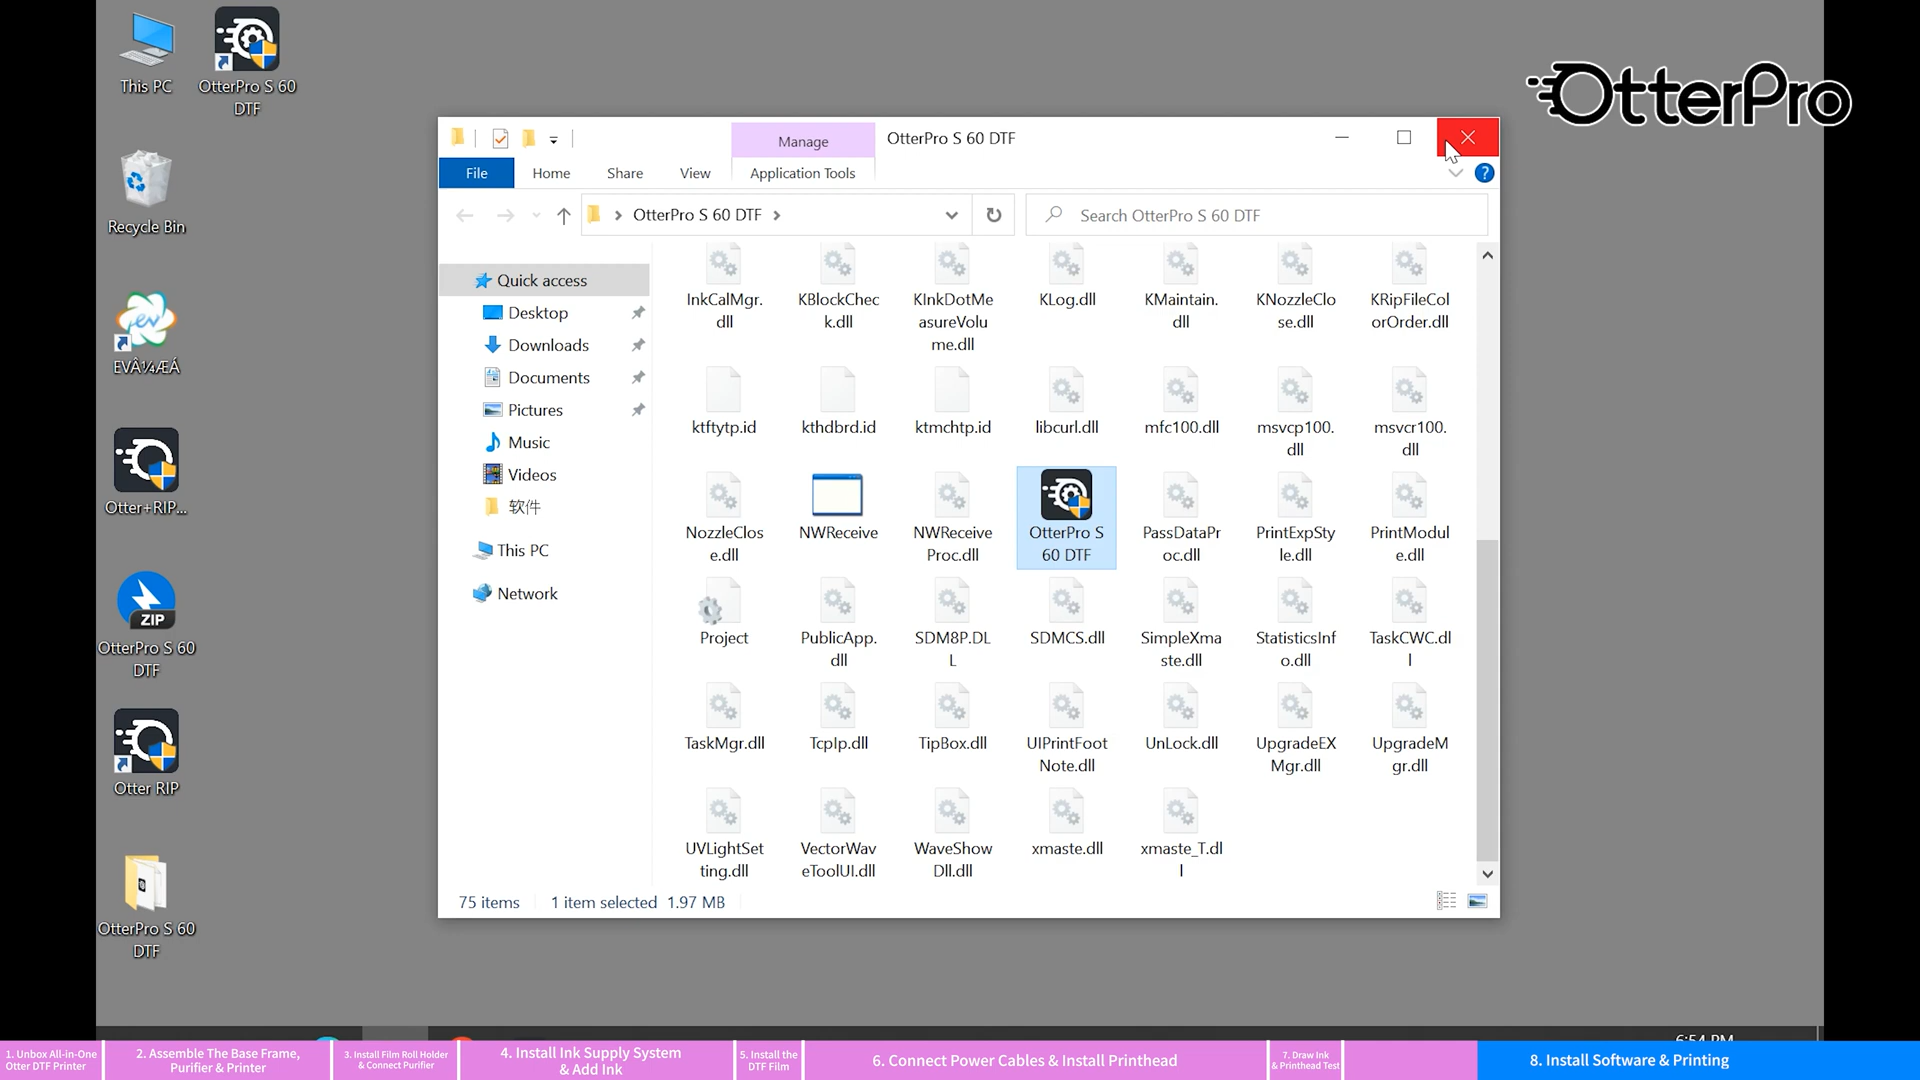 This PC
OtterPro S 60
DTF
Recycle Bin
EVÂ¼ÆÁ
Otter+RIP...
ZIP
OtterPro S 60
DTF
Otter RIP
OtterPro S 60
DTF
OtterPro
Manage
OtterPro S 60 DTF
File
Home
Share
View
Application Tools
?
OtterPro S 60 DTF
Search OtterPro S 60 DTF
Quick access
Desktop
Downloads
Documents
Pictures
Music
Videos
软件
This PC
Network
InkCalMgr.
dll
KBlockChec
k.dll
KInkDotMe
asureVolu
me.dll
KLog.dll
KMaintain.
dll
KNozzleClo
se.dll
KRipFileCol
orOrder.dll
ktftytp.id
kthdbrd.id
ktmchtp.id
libcurl.dll
mfc100.dll
msvcp100.
dll
msvcr100.
dll
NozzleClos
e.dll
NWReceive
NWReceive
Proc.dll
OtterPro S
60 DTF
PassDataPr
oc.dll
PrintExpSty
le.dll
PrintModul
e.dll
Project
PublicApp.
dll
SDM8P.DL
L
SDMCS.dll
SimpleXma
ste.dll
StatisticsInf
o.dll
TaskCWC.dl
l
TaskMgr.dll
TcpIp.dll
TipBox.dll
UIPrintFoot
Note.dll
UnLock.dll
UpgradeEX
Mgr.dll
UpgradeM
gr.dll
UVLightSet
ting.dll
VectorWav
eToolUI.dll
WaveShow
Dll.dll
xmaste.dll
xmaste_T.dl
l
75 items
1 item selected 1.97 MB
6:54 PM
1. Unbox All-in-One
Otter DTF Printer
2. Assemble The Base Frame,
Purifier & Printer
3. Install Film Roll Holder
& Connect Purifier
4. Install Ink Supply System
& Add Ink
5. Install the
DTF Film
6. Connect Power Cables & Install Printhead
7. Draw Ink
& Printhead Test
8. Install Software & Printing